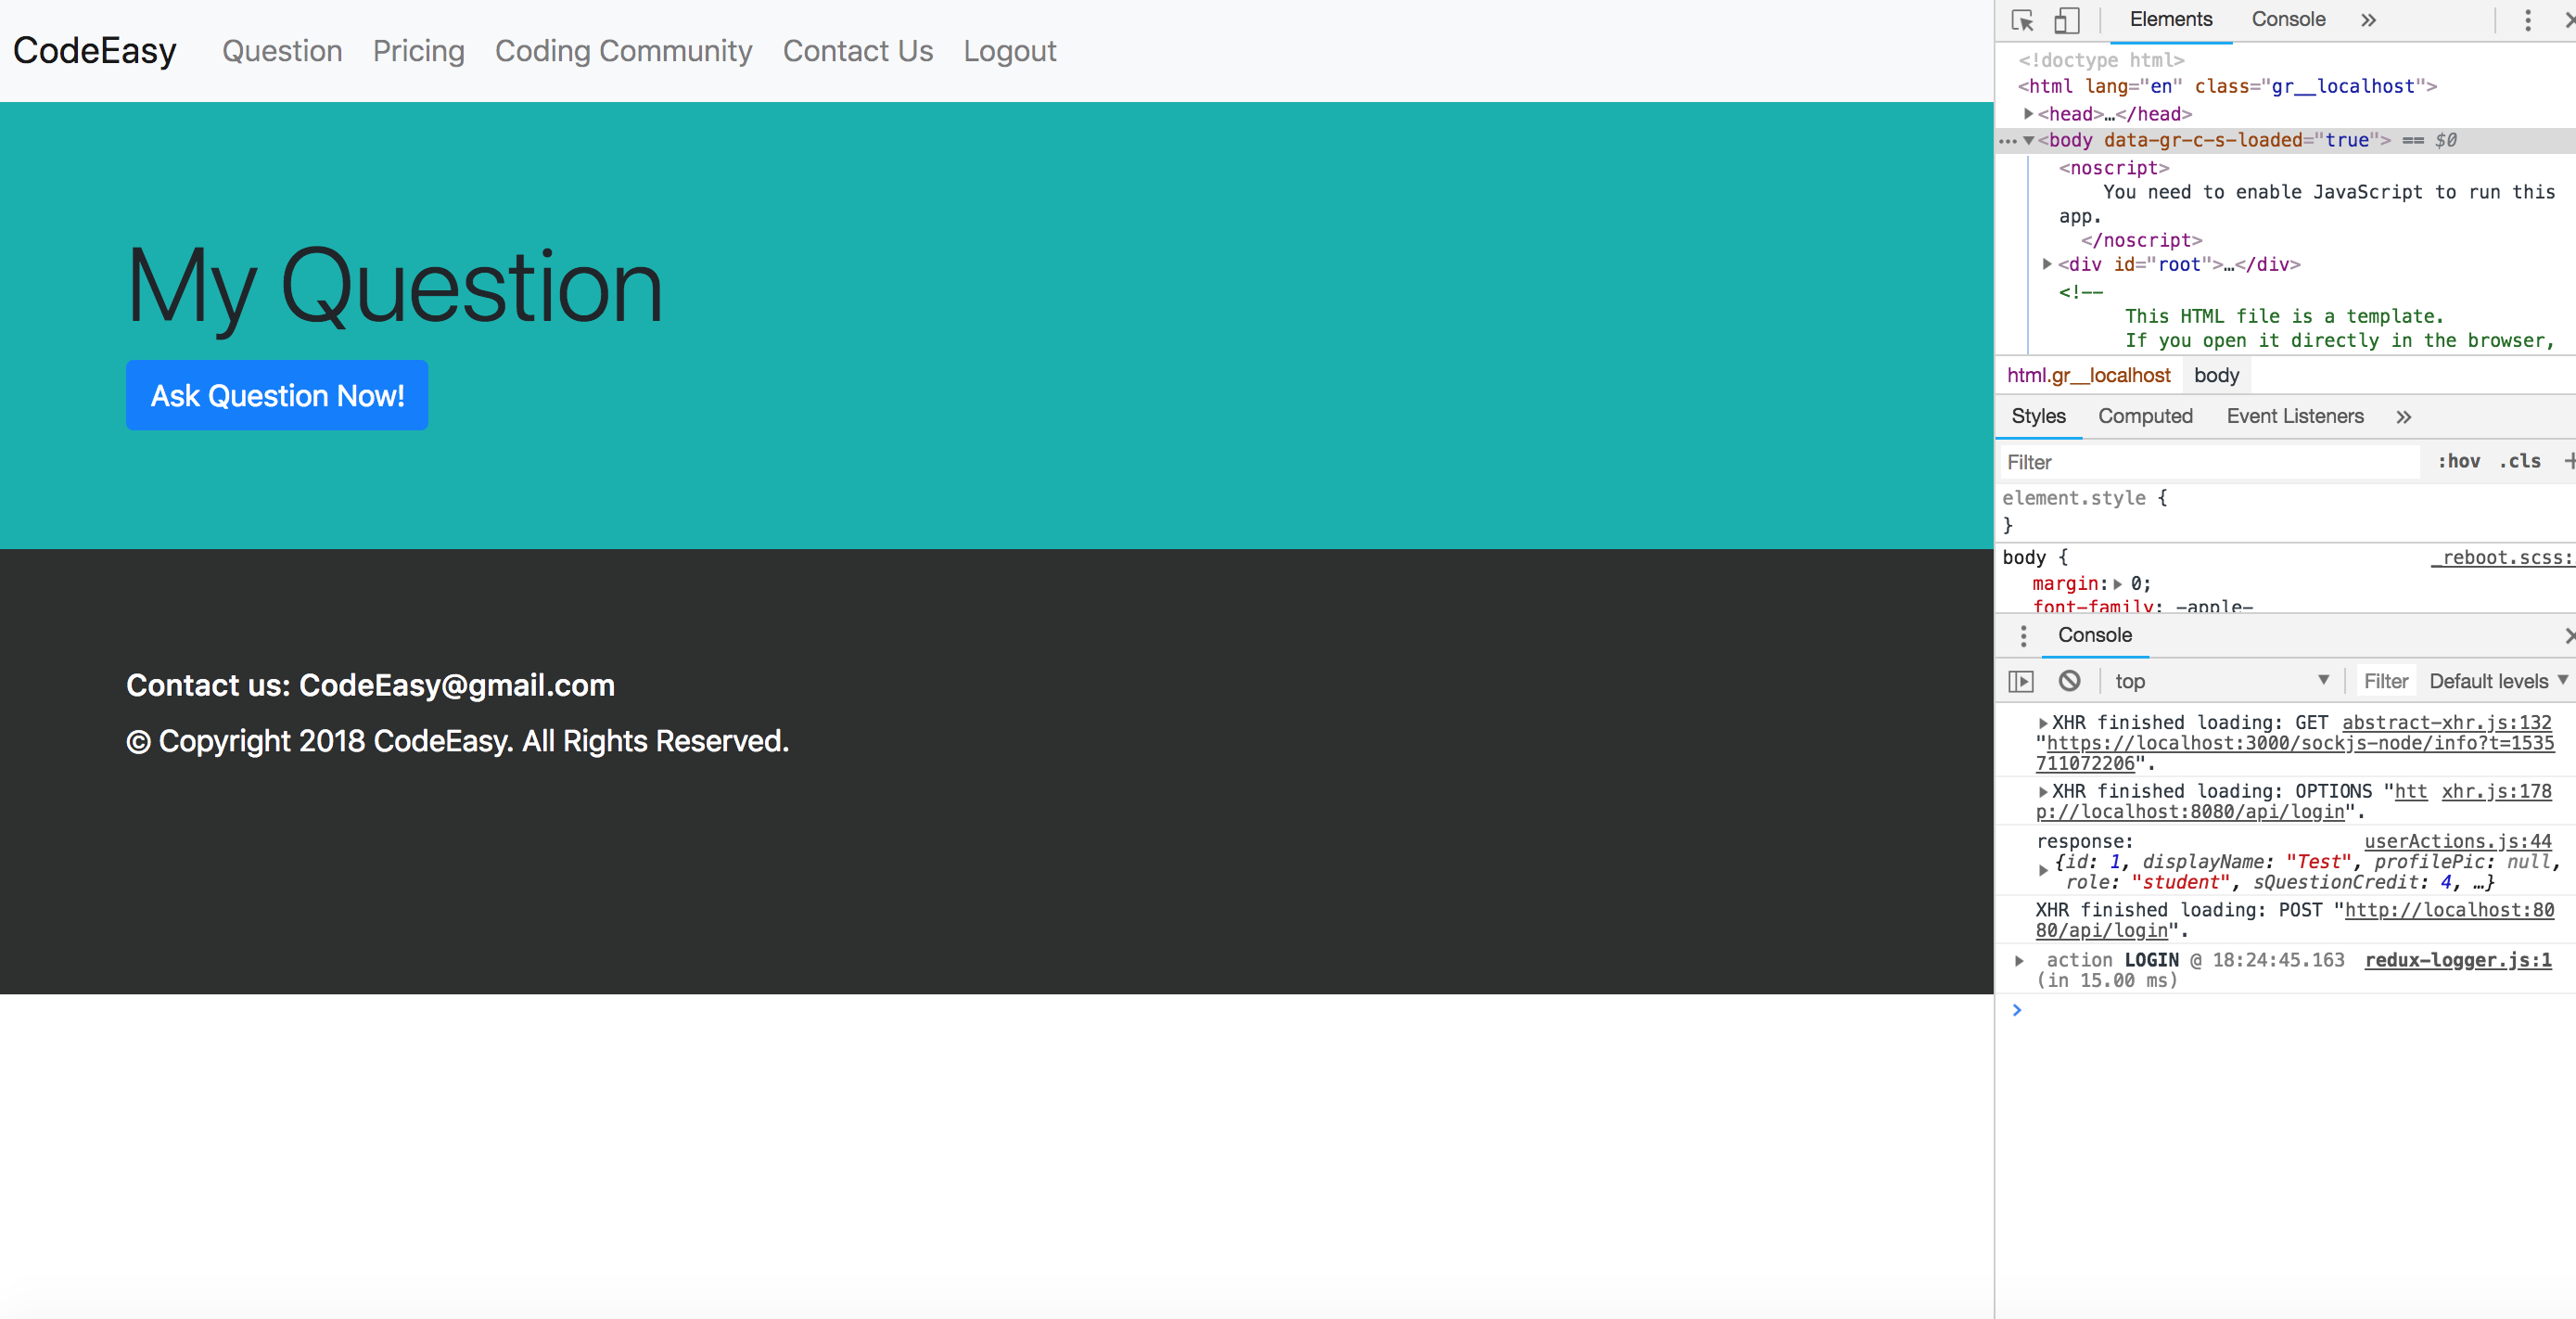 CodeEasy Question Pricing Coding Community Contact Us Logout
My Question
Ask Question Now!
Contact us: CodeEasy@gmail.com
© Copyright 2018 CodeEasy. All Rights Reserved.
Elements Console »
<!doctype html>
<html lang="en" class="gr__localhost">
<head>…</head>
<body data-gr-c-s-loaded="true"> == $0
<noscript>
You need to enable JavaScript to run this
app.
</noscript>
<div id="root">…</div>
<!--
This HTML file is a template.
If you open it directly in the browser,
html.gr__localhost body
Styles Computed Event Listeners »
Filter :hov .cls +
element.style {
}
body { _reboot.scss:
margin: 0;
font-family: -apple-
Console
top Filter Default levels
XHR finished loading: GET abstract-xhr.js:132
"https://localhost:3000/sockjs-node/info?t=1535
711072206".
XHR finished loading: OPTIONS "htt xhr.js:178
p://localhost:8080/api/login".
response: userActions.js:44
{id: 1, displayName: "Test", profilePic: null,
role: "student", sQuestionCredit: 4, …}
XHR finished loading: POST "http://localhost:80
80/api/login".
action LOGIN @ 18:24:45.163 redux-logger.js:1
(in 15.00 ms)